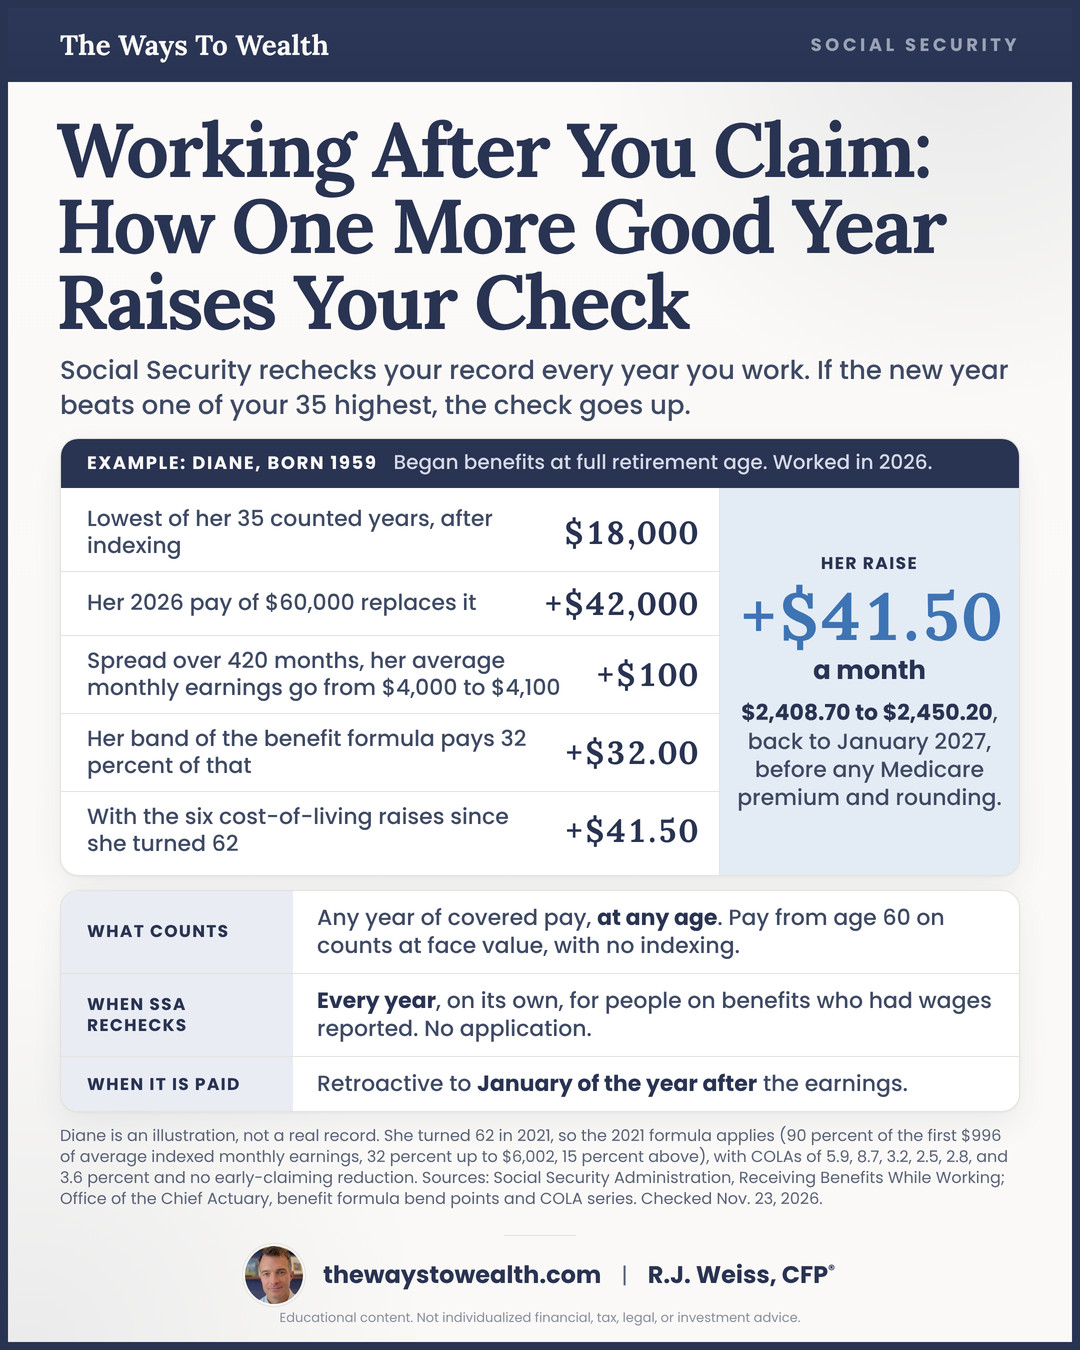 The Ways To Wealth
SOCIAL SECURITY
Working After You Claim:
How One More Good Year
Raises Your Check
Social Security rechecks your record every year you work. If the new year
beats one of your 35 highest, the check goes up.
EXAMPLE: DIANE, BORN 1959 Began benefits at full retirement age. Worked in 2026.
Lowest of her 35 counted years, after
indexing
$18,000
Her 2026 pay of $60,000 replaces it
+$42,000
Spread over 420 months, her average
monthly earnings go from $4,000 to $4,100
+$100
Her band of the benefit formula pays 32
percent of that
+$32.00
With the six cost-of-living raises since
she turned 62
+$41.50
HER RAISE
+$41.50
a month
$2,408.70 to $2,450.20,
back to January 2027,
before any Medicare
premium and rounding.
WHAT COUNTS
Any year of covered pay, at any age. Pay from age 60 on
counts at face value, with no indexing.
WHEN SSA
RECHECKS
Every year, on its own, for people on benefits who had wages
reported. No application.
WHEN IT IS PAID
Retroactive to January of the year after the earnings.
Diane is an illustration, not a real record. She turned 62 in 2021, so the 2021 formula applies (90 percent of the first $996
of average indexed monthly earnings, 32 percent up to $6,002, 15 percent above), with COLAs of 5.9, 8.7, 3.2, 2.5, 2.8, and
3.6 percent and no early-claiming reduction. Sources: Social Security Administration, Receiving Benefits While Working;
Office of the Chief Actuary, benefit formula bend points and COLA series. Checked Nov. 23, 2026.
thewaystowealth.com | R.J. Weiss, CFP®
Educational content. Not individualized financial, tax, legal, or investment advice.